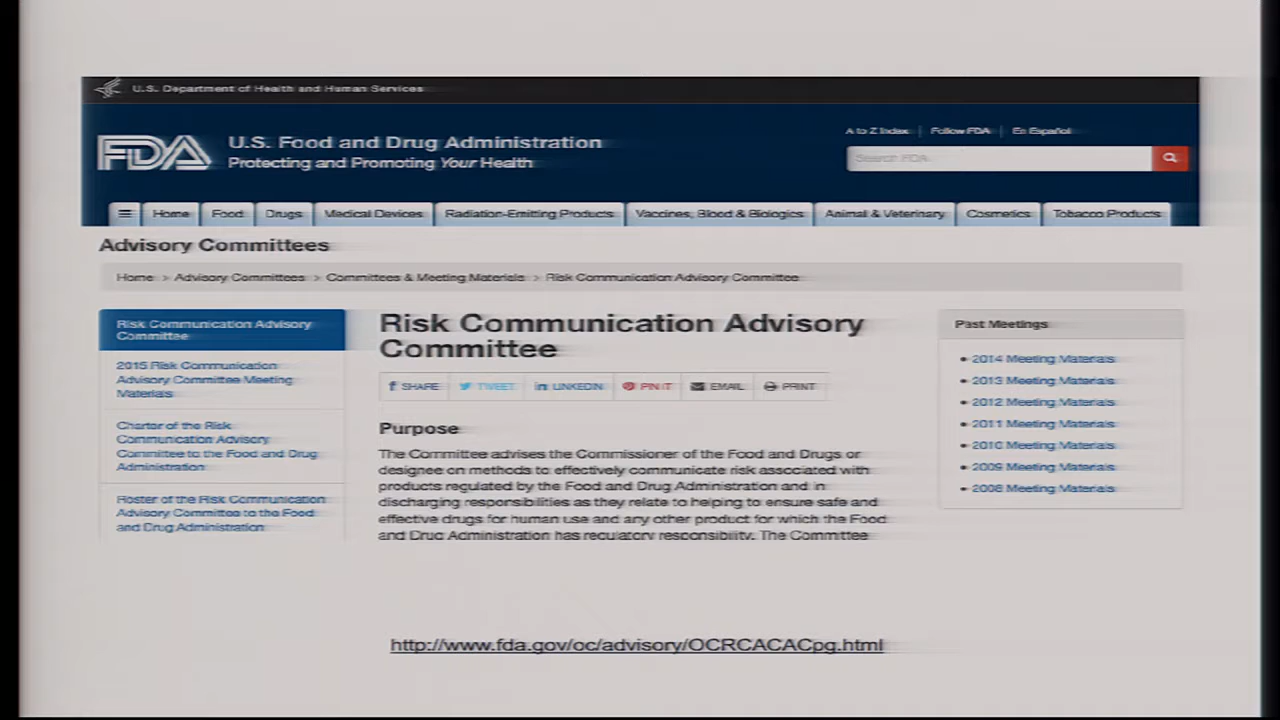 U.S. Department of Health and Human Services
FDA
U.S. Food and Drug Administration
Protecting and Promoting Your Health
A to Z Index | Follow FDA | En Español
Search FDA
Home
Food
Drugs
Medical Devices
Radiation-Emitting Products
Vaccines, Blood & Biologics
Animal & Veterinary
Cosmetics
Tobacco Products
Advisory Committees
Home > Advisory Committees > Committees & Meeting Materials > Risk Communication Advisory Committee
Risk Communication Advisory
Committee
2015 Risk Communication
Advisory Committee Meeting
Materials
Charter of the Risk
Communication Advisory
Committee to the Food and Drug
Administration
Roster of the Risk Communication
Advisory Committee to the Food
and Drug Administration
Risk Communication Advisory
Committee
f SHARE
TWEET
in LINKEDIN
PIN IT
EMAIL
PRINT
Purpose
The Committee advises the Commissioner of the Food and Drugs or
designee on methods to effectively communicate risk associated with
products regulated by the Food and Drug Administration and in
discharging responsibilities as they relate to helping to ensure safe and
effective drugs for human use and any other product for which the Food
and Drug Administration has regulatory responsibility. The Committee
Past Meetings
• 2014 Meeting Materials
• 2013 Meeting Materials
• 2012 Meeting Materials
• 2011 Meeting Materials
• 2010 Meeting Materials
• 2009 Meeting Materials
• 2008 Meeting Materials
http://www.fda.gov/oc/advisory/OCRCACACpg.html